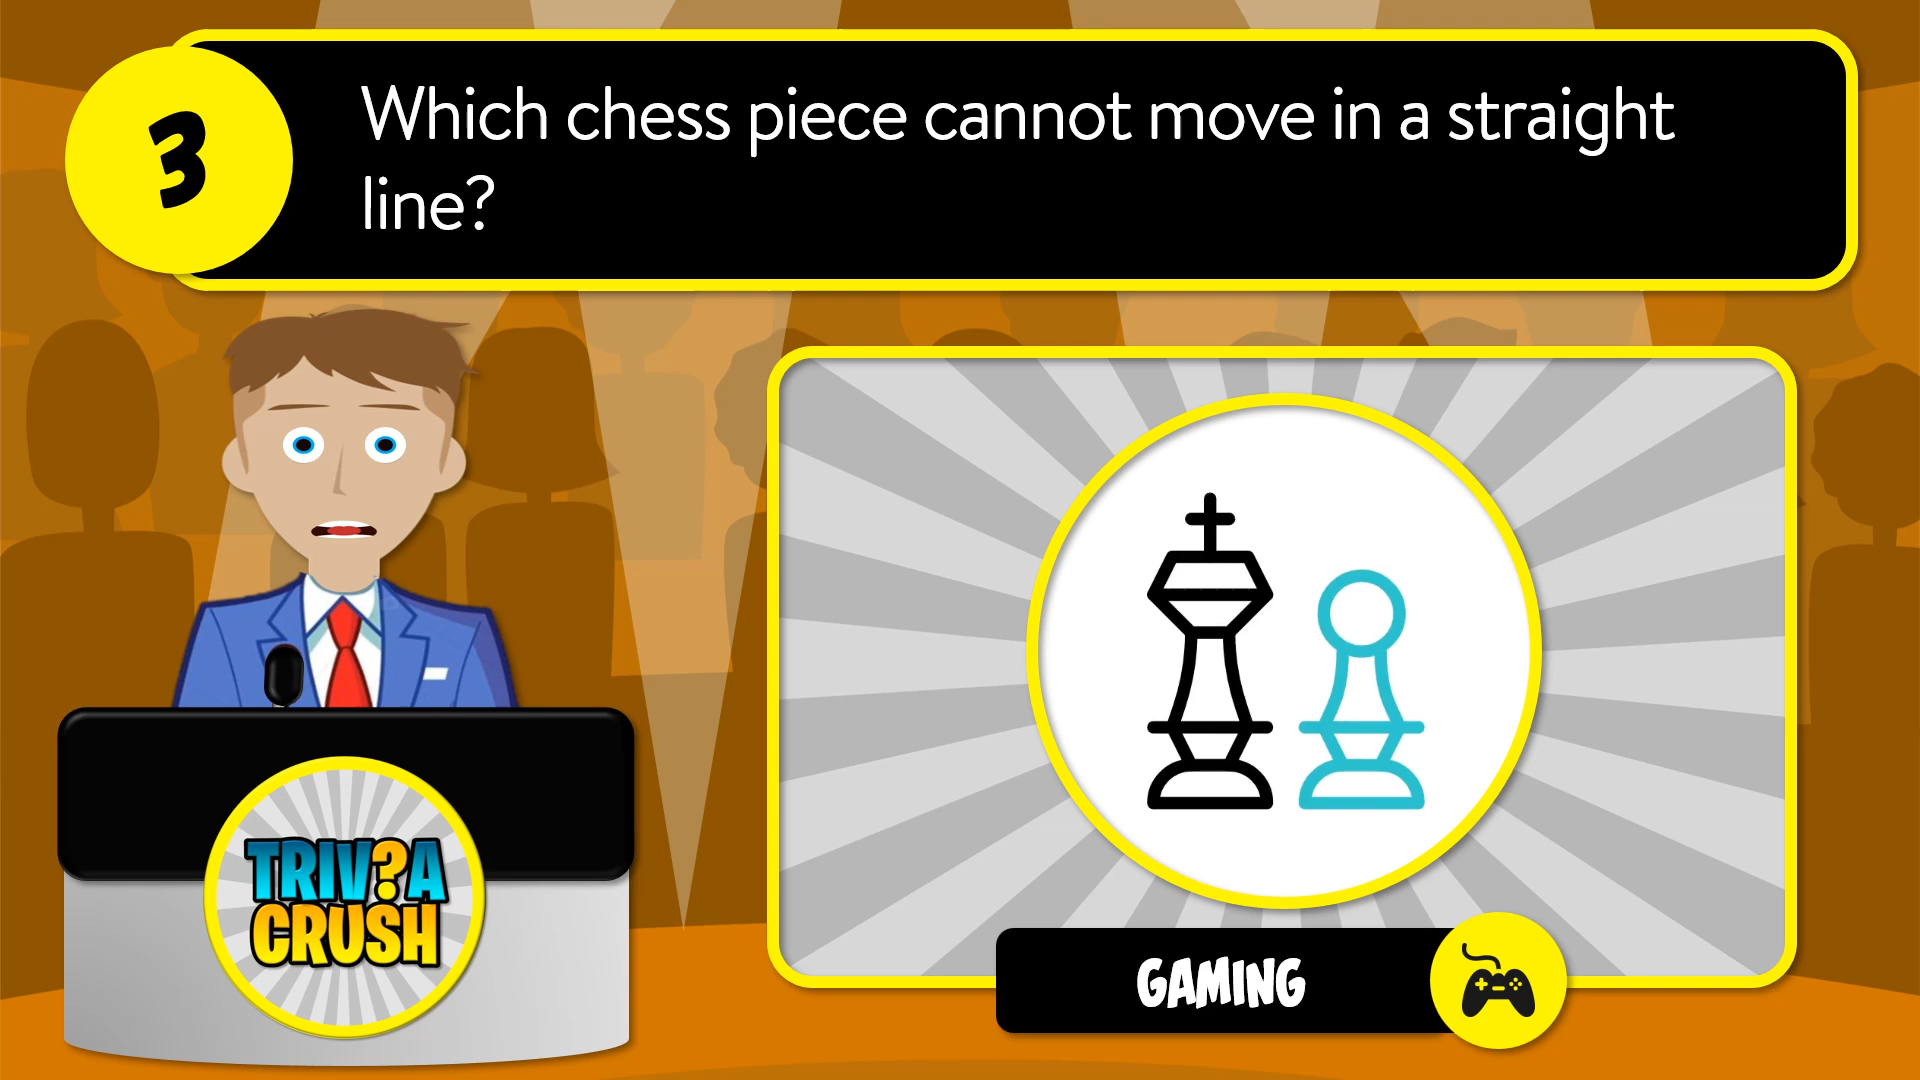 3
Which chess piece cannot move in a straight
line?
TRIV?A
CRUSH
GAMING